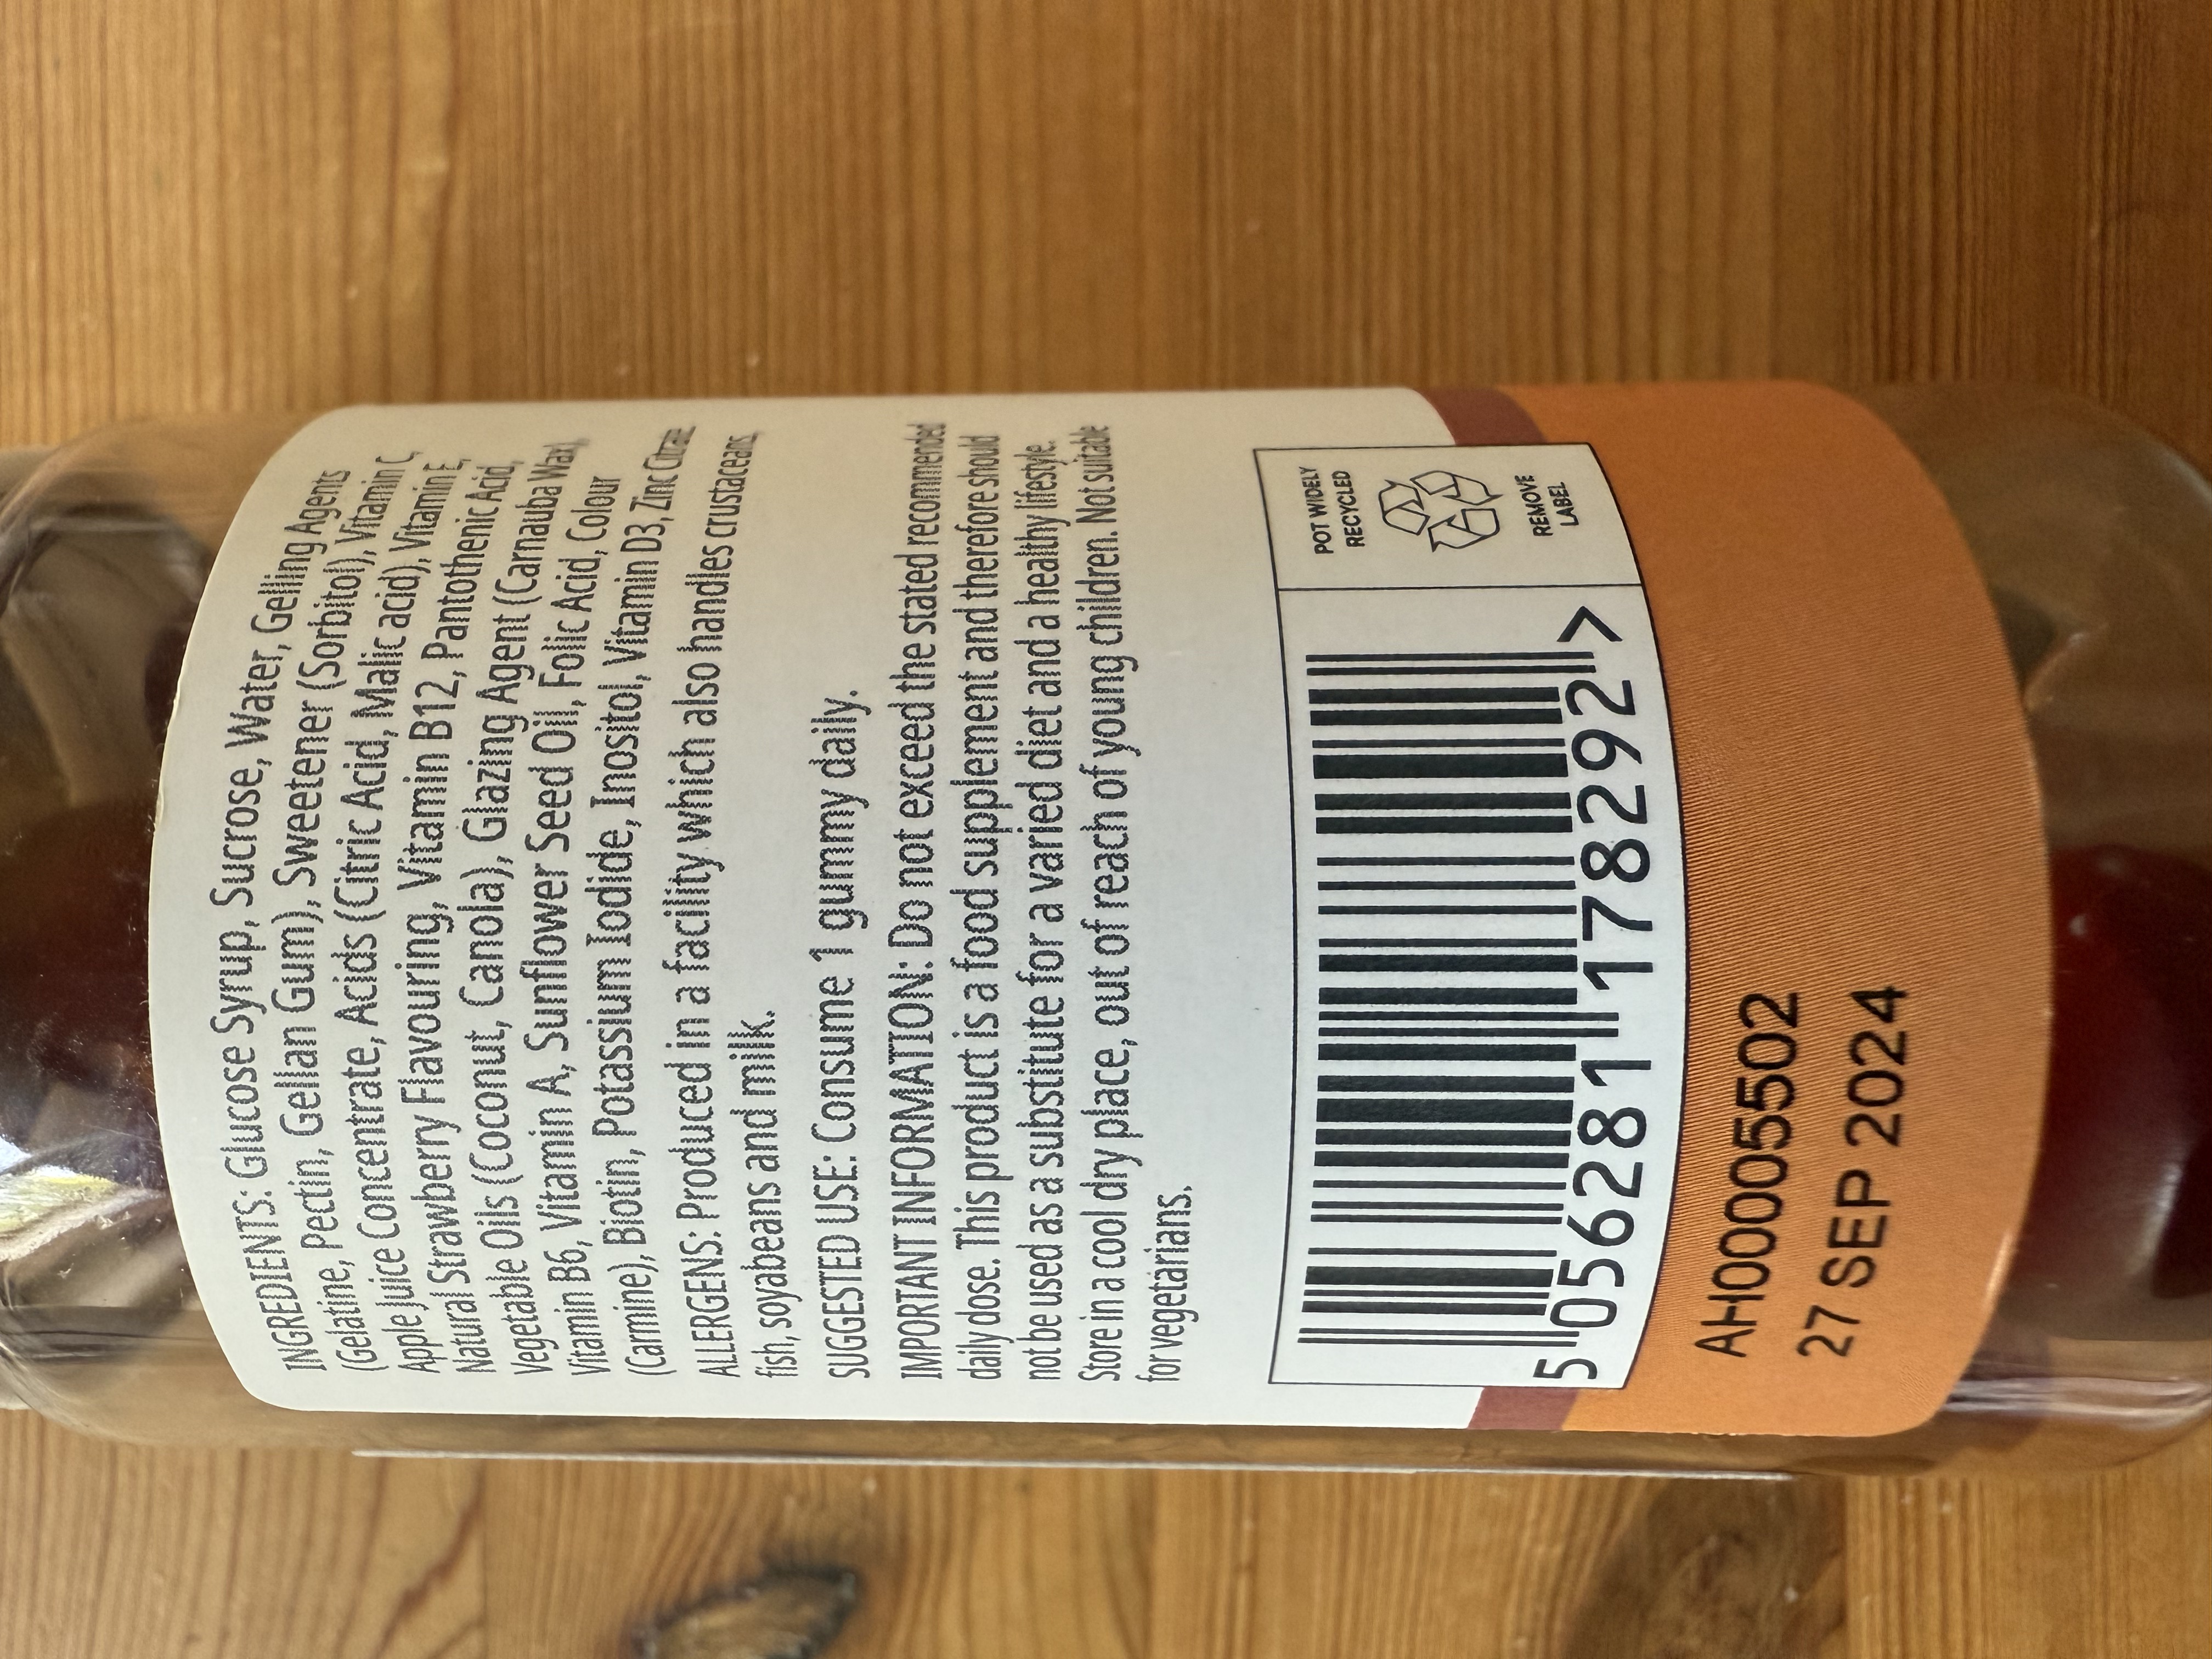 INGREDIENTS: Glucose Syrup, Sucrose, Water, Gelling Agents
(Gelatine, Pectin, Gellan Gum), Sweetener (Sorbitol), Vitamin C,
Apple Juice Concentrate, Acids (Citric Acid, Malic acid), Vitamin E,
Natural Strawberry Flavouring, Vitamin B12, Pantothenic Acid,
Vegetable Oils (Coconut, Canola), Glazing Agent (Carnauba Wax),
Vitamin B6, Vitamin A, Sunflower Seed Oil, Folic Acid, Colour
(Carmine), Biotin, Potassium Iodide, Inositol, Vitamin D3, Zinc Citrate
ALLERGENS: Produced in a facility which also handles crustaceans,
fish, soyabeans and milk.
SUGGESTED USE: Consume 1 gummy daily.
IMPORTANT INFORMATION: Do not exceed the stated recommended
daily dose. This product is a food supplement and therefore should
not be used as a substitute for a varied diet and a healthy lifestyle.
Store in a cool dry place, out of reach of young children. Not suitable
for vegetarians.
5 056281 178292 >
POT WIDELY
RECYCLED
REMOVE
LABEL
AH0005502
27 SEP 2024